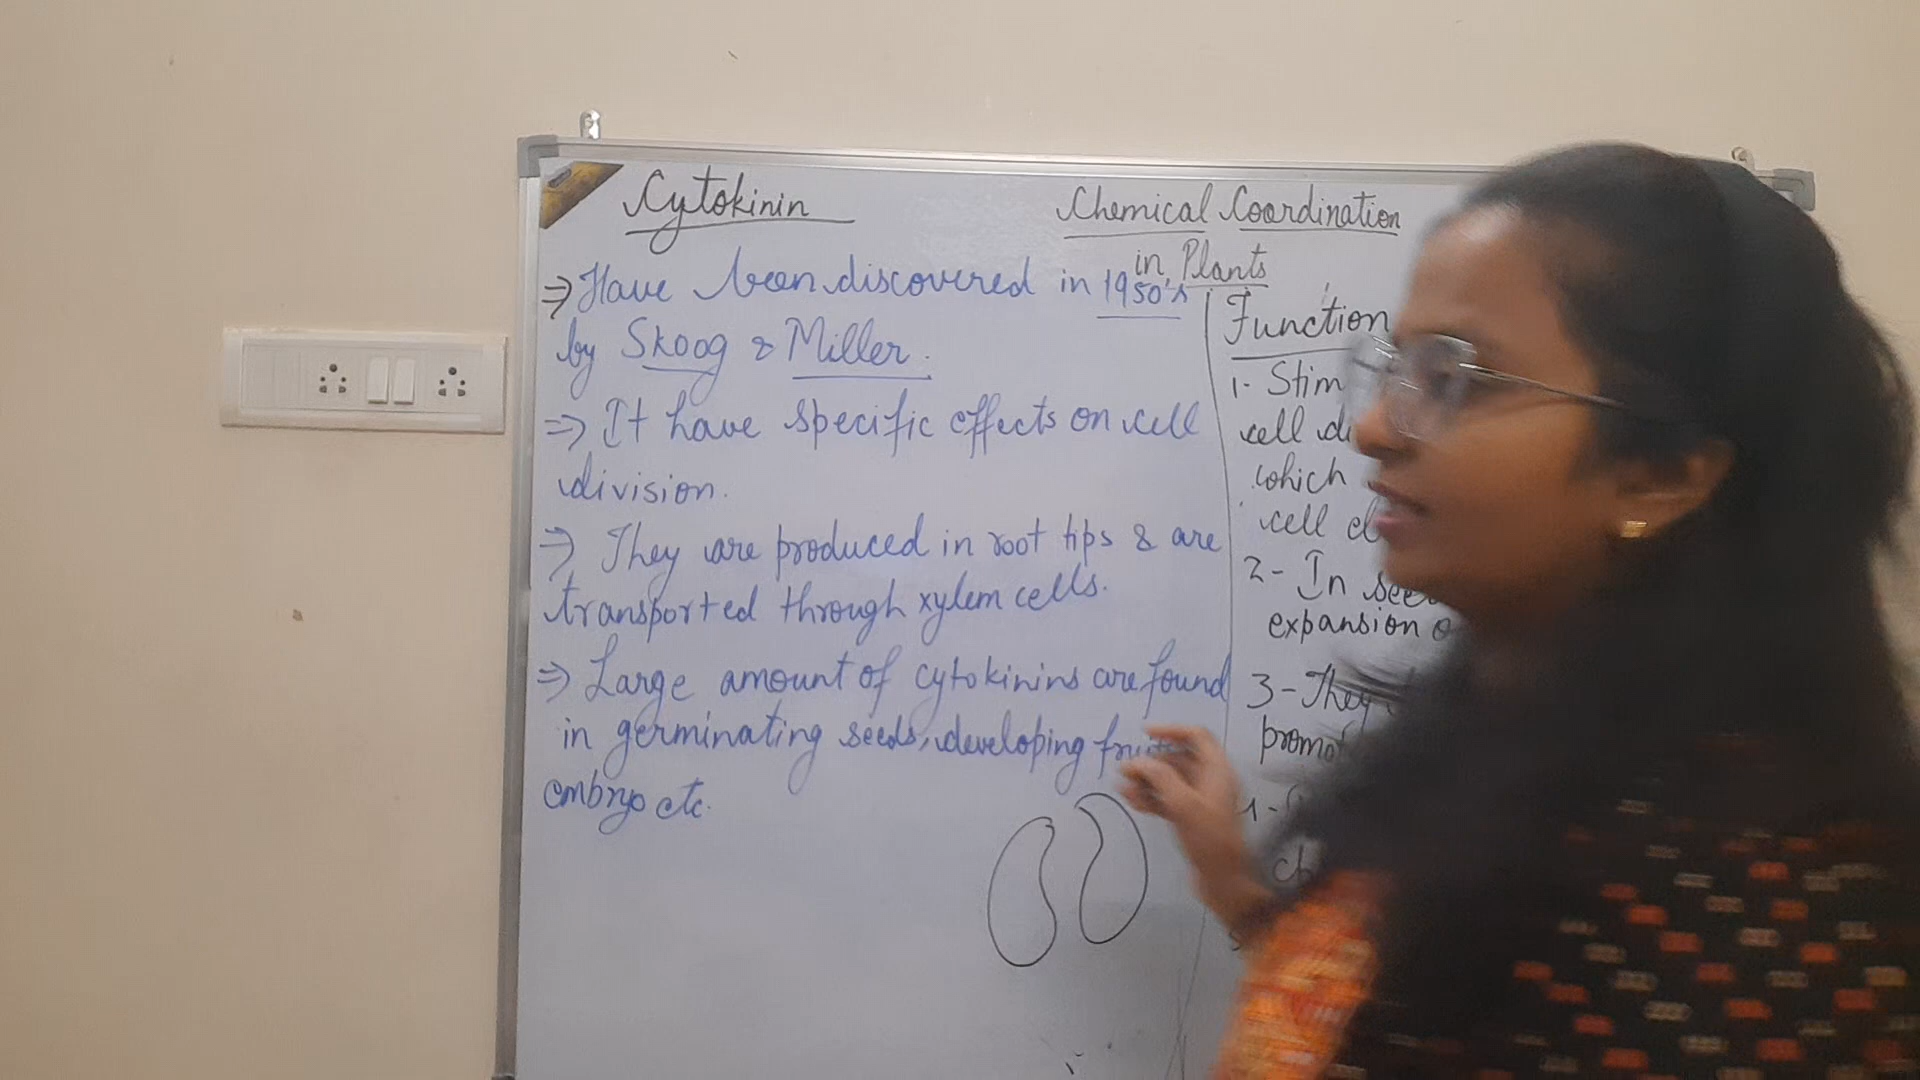 Cytokinin
Chemical Coordination
in Plants
⇒ Have been discovered in 1950's
by Skoog & Miller.
⇒ It have specific effects on cell
division.
⇒ They are produced in root tips & are
transported through xylem cells.
⇒ Large amount of cytokinins are found
in germinating seeds, developing
embryo etc.
Function
1- Stim
cell di
which
cell
2- In see
expansion
3- They
promot